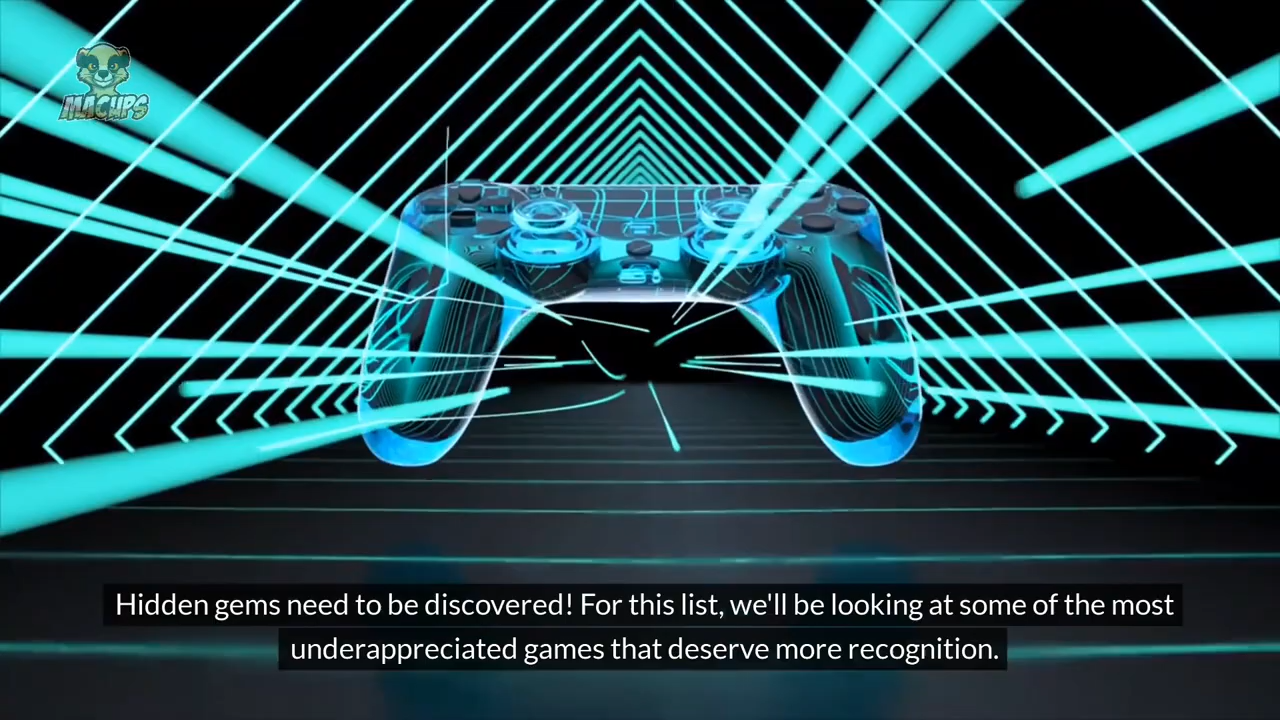 MACHPS
Hidden gems need to be discovered! For this list, we'll be looking at some of the most
underappreciated games that deserve more recognition.